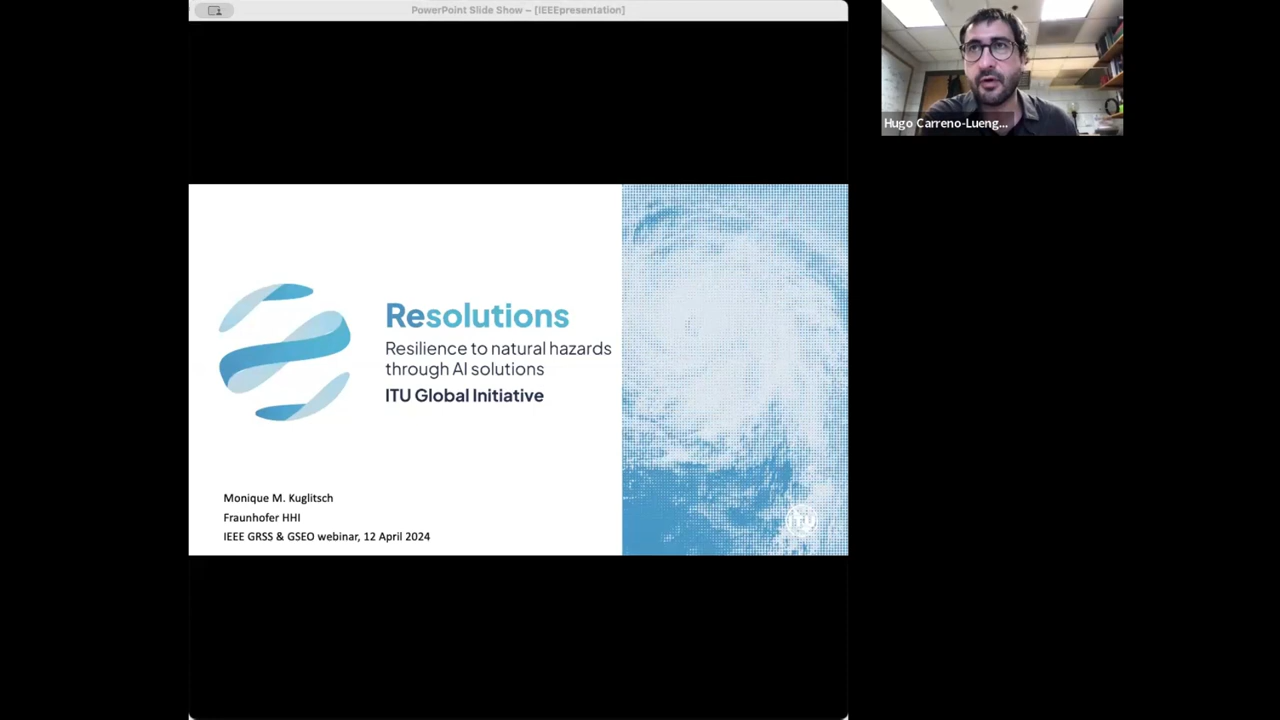 PowerPoint Slide Show – [IEEEpresentation]
Hugo Carreno-Lueng...
Resolutions
Resilience to natural hazards
through AI solutions
ITU Global Initiative
Monique M. Kuglitsch
Fraunhofer HHI
IEEE GRSS & GSEO webinar, 12 April 2024
ITU